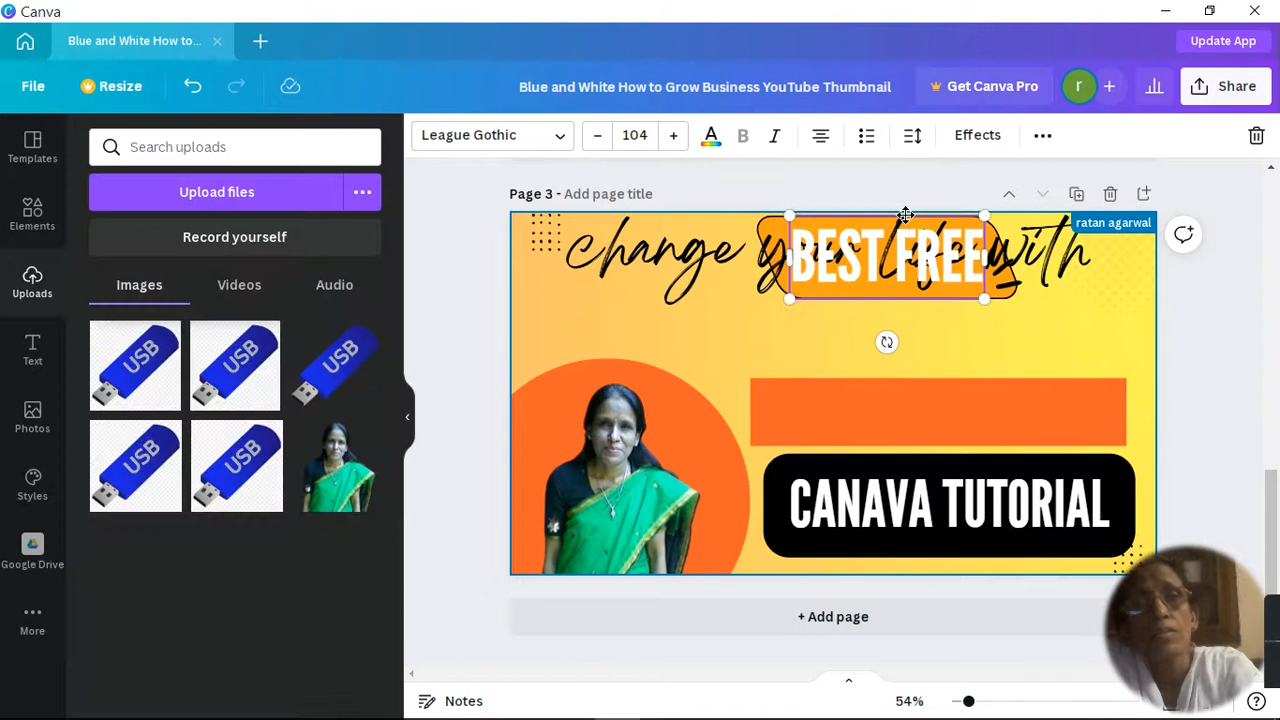 Canva
Blue and White How to...
Update App
File
Resize
Blue and White How to Grow Business YouTube Thumbnail
Get Canva Pro
r
Share
Templates
Elements
Uploads
Text
Photos
Styles
Google Drive
More
Search uploads
Upload files
Record yourself
Images
Videos
Audio
USB
USB
USB
USB
USB
League Gothic
104
A
B
I
Effects
Page 3 - Add page title
ratan agarwal
change your life with
BEST FREE
CANAVA TUTORIAL
+ Add page
Notes
54%